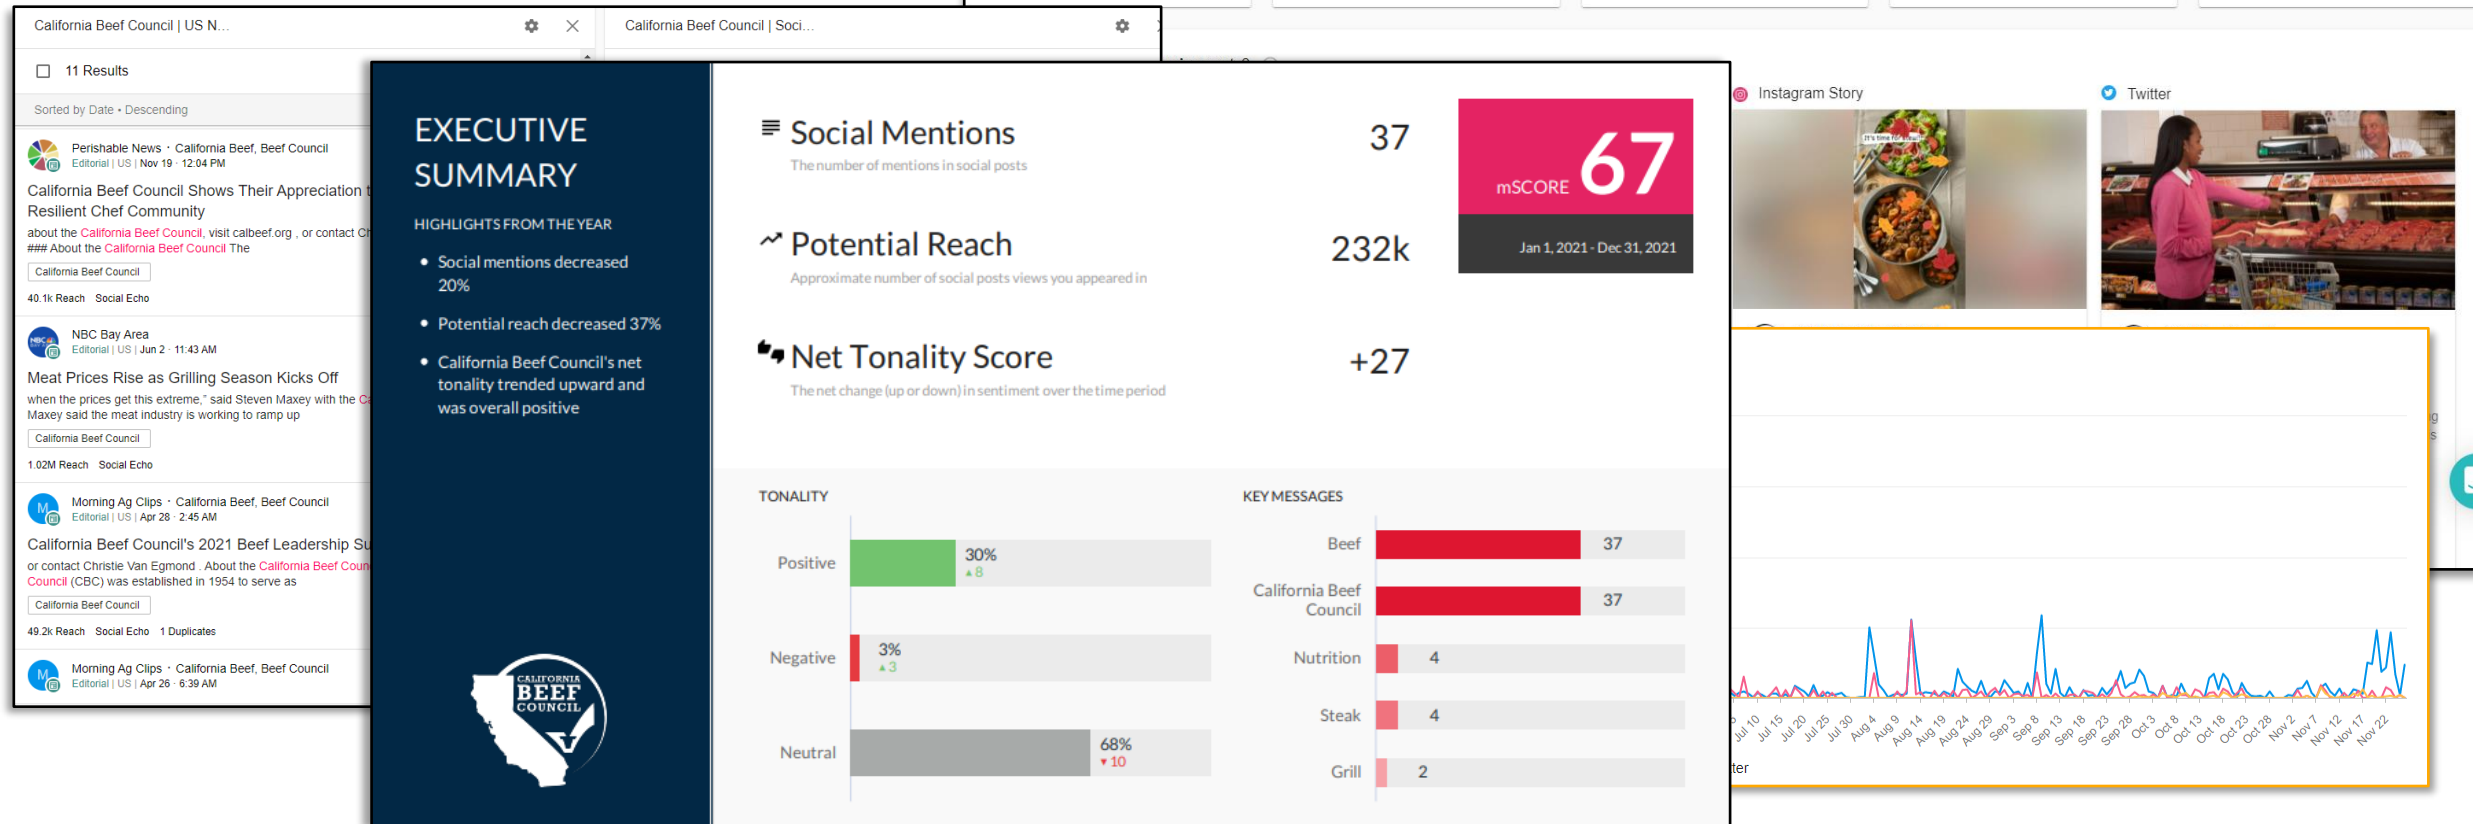 California Beef Council | US N...
California Beef Council | Soci...
11 Results
Sorted by Date • Descending
Perishable News · California Beef, Beef Council
Editorial | US | Nov 19 · 12:04 PM
California Beef Council Shows Their Appreciation t
Resilient Chef Community
about the California Beef Council, visit calbeef.org , or contact Ch
### About the California Beef Council The
California Beef Council
40.1k Reach Social Echo
NBC Bay Area
Editorial | US | Jun 2 · 11:43 AM
Meat Prices Rise as Grilling Season Kicks Off
when the prices get this extreme,” said Steven Maxey with the Ca
Maxey said the meat industry is working to ramp up
California Beef Council
1.02M Reach Social Echo
Morning Ag Clips · California Beef, Beef Council
Editorial | US | Apr 28 · 2:45 AM
California Beef Council's 2021 Beef Leadership Su
or contact Christie Van Egmond . About the California Beef Coun
Council (CBC) was established in 1954 to serve as
California Beef Council
49.2k Reach Social Echo 1 Duplicates
Morning Ag Clips · California Beef, Beef Council
Editorial | US | Apr 26 · 6:39 AM
EXECUTIVE
SUMMARY
HIGHLIGHTS FROM THE YEAR
• Social mentions decreased
20%
• Potential reach decreased 37%
• California Beef Council's net
tonality trended upward and
was overall positive
CALIFORNIA
BEEF
COUNCIL
Social Mentions
37
The number of mentions in social posts
Potential Reach
232k
Approximate number of social posts views you appeared in
Net Tonality Score
+27
The net change (up or down) in sentiment over the time period
mSCORE 67
Jan 1, 2021 - Dec 31, 2021
TONALITY
Positive
30%
▲8
Negative
3%
▲3
Neutral
68%
▼10
KEY MESSAGES
Beef 37
California Beef
Council
37
Nutrition 4
Steak 4
Grill 2
Instagram Story
It's time for
Twitter
Jul 10 Jul 15 Jul 20 Jul 25 Jul 30 Aug 4 Aug 9 Aug 14 Aug 19 Aug 24 Aug 29 Sep 3 Sep 8 Sep 13 Sep 18 Sep 23 Sep 28 Oct 3 Oct 8 Oct 13 Oct 18 Oct 23 Oct 28 Nov 2 Nov 7 Nov 12 Nov 17 Nov 22
ter